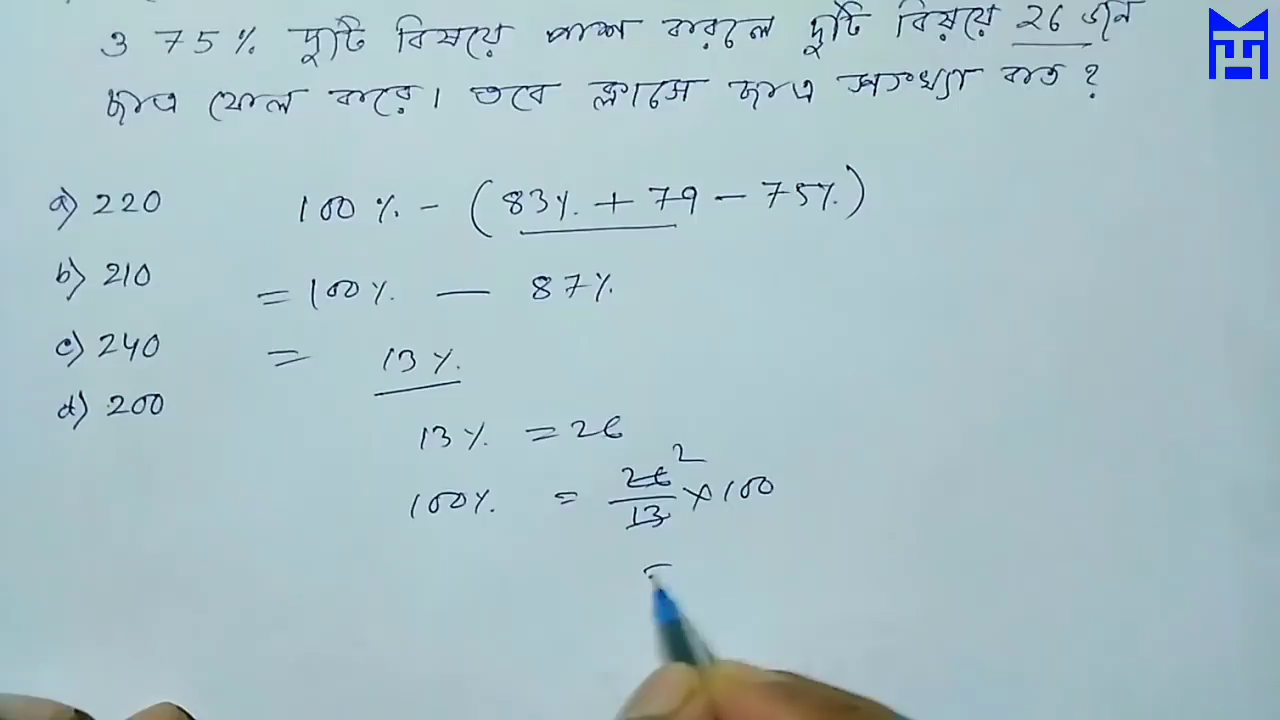 ও 75% দুটি বিষয়ে পাশ করলে দুটি বিষয়ে 26 জন
ছাত্র ফেল করে। তবে ক্লাসে ছাত্র সংখ্যা কত?
a) 220
100% - (83% + 79 - 75%)
b) 210
= 100% - 87%
c) 240
= 13%
d) 200
13% = 26
100% = 26/13 2 × 100